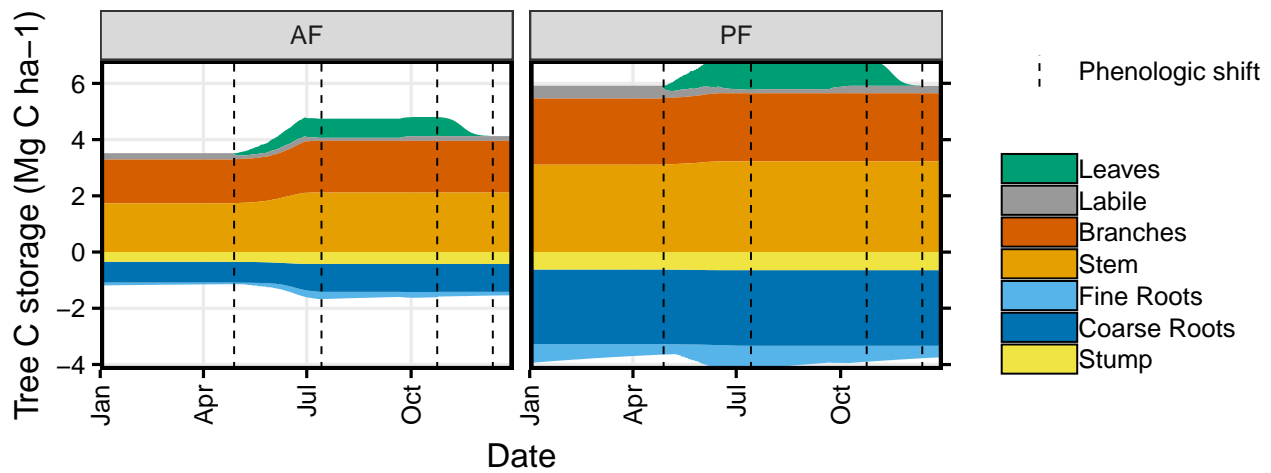 AF
PF
Tree C storage (Mg C ha−1)
6
4
2
0
−2
−4
Jan
Apr
Jul
Oct
Jan
Apr
Jul
Oct
Date
Phenologic shift
Leaves
Labile
Branches
Stem
Fine Roots
Coarse Roots
Stump